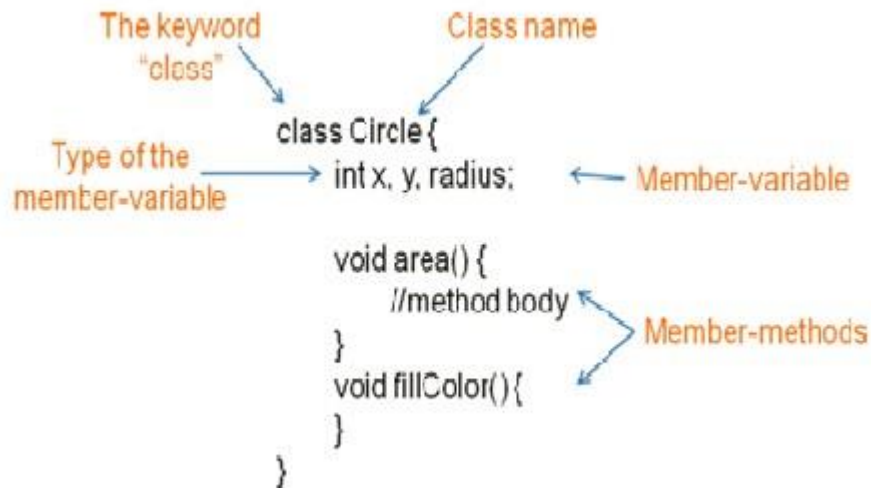 The keyword
"class"
Class name
class Circle {
Type of the
member-variable
int x, y, radius;
Member-variable
void area() {
//method body
}
Member-methods
void fillColor(){
}
}